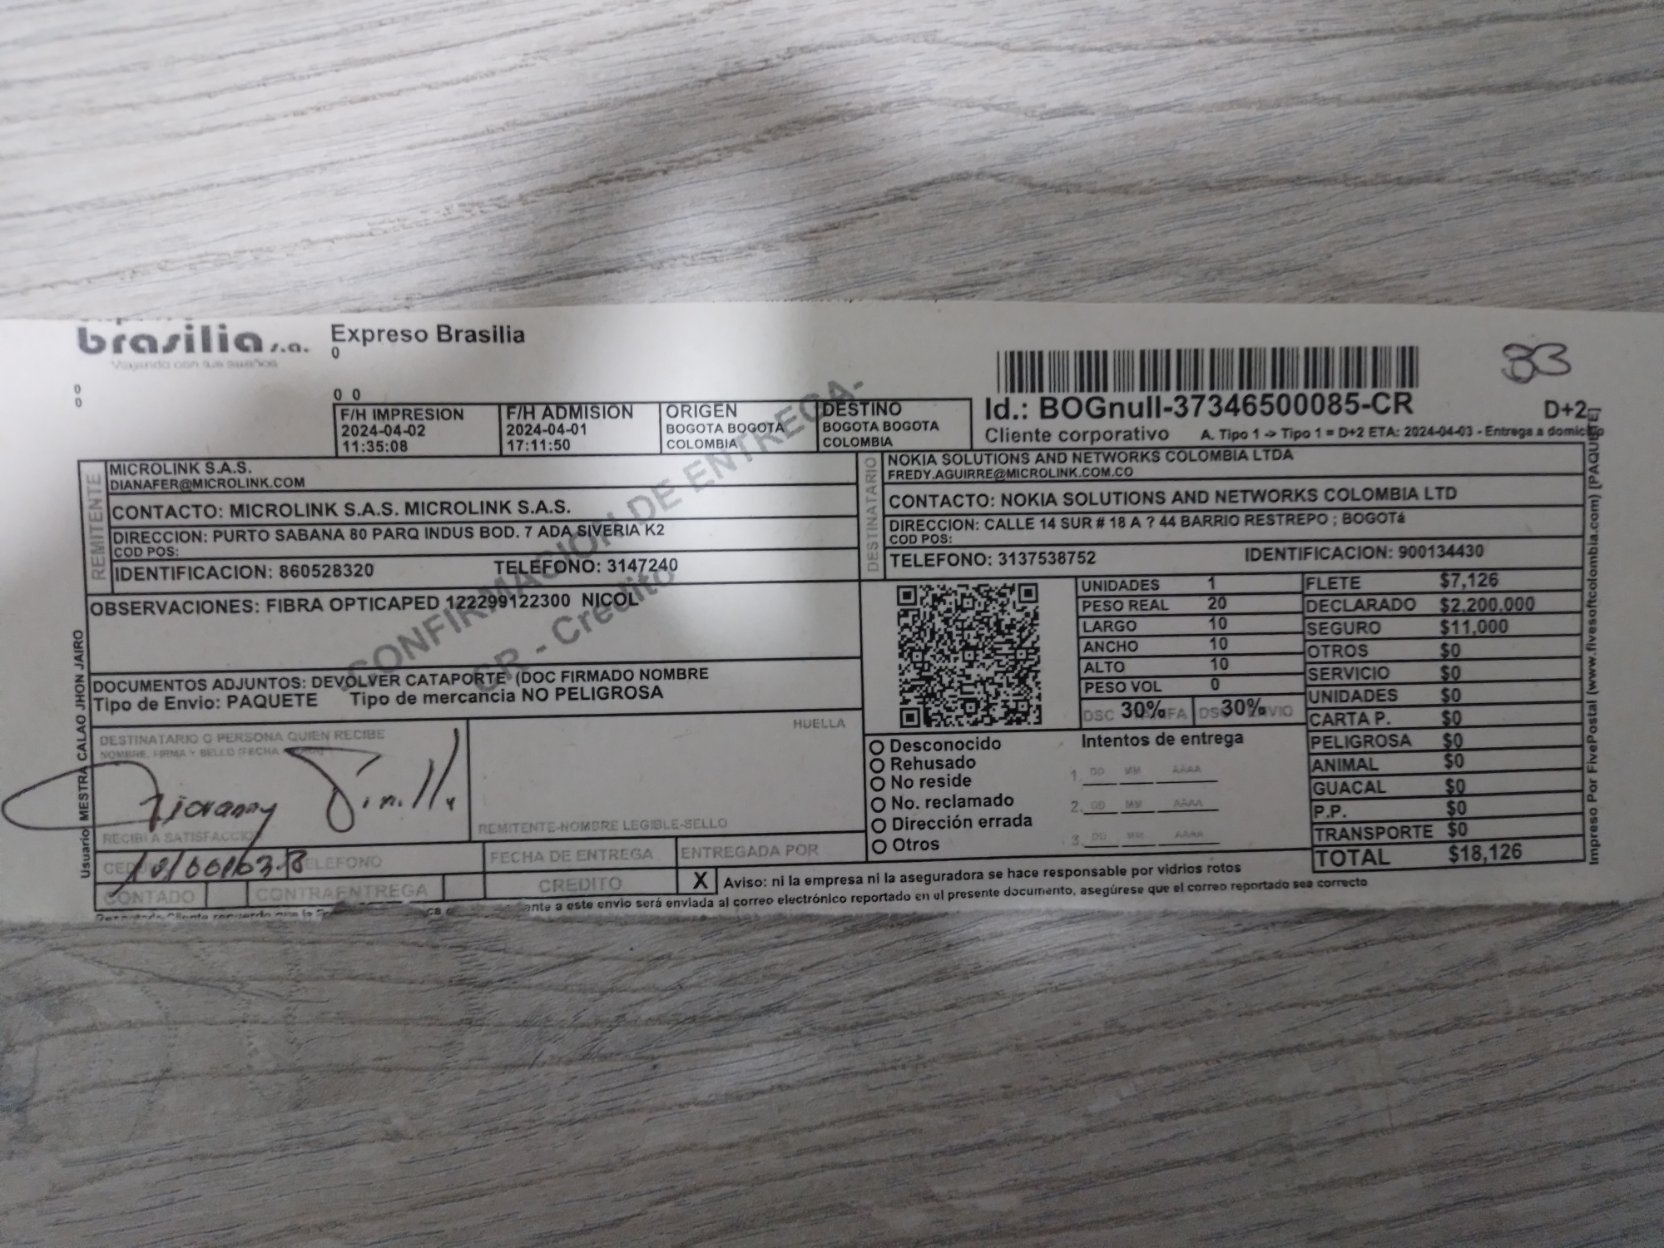 brasilia s.a.
Viajando con sus sueños
Expreso Brasilia
0
0
0
0 0
F/H IMPRESION
2024-04-02
11:35:08
F/H ADMISIÓN
2024-04-01
17:11:50
ORIGEN
BOGOTA BOGOTA
COLOMBIA
DESTINO
BOGOTA BOGOTA
COLOMBIA
Id.: BOGnull-37346500085-CR
Cliente corporativo
A. Tipo 1 -> Tipo 1 = D+2 ETA: 2024-04-03 - Entrega a domicilio
33
D+2
[PAQUETE]
REMITENTE
MICROLINK S.A.S.
DIANAFER@MICROLINK.COM
CONTACTO: MICROLINK S.A.S. MICROLINK S.A.S.
DIRECCION: PURTO SABANA 80 PARQ INDUS BOD. 7 ADA SIVERIA K2
COD POS:
IDENTIFICACION: 860528320 TELEFONO: 3147240
DESTINATARIO
NOKIA SOLUTIONS AND NETWORKS COLOMBIA LTDA
FREDY.AGUIRRE@MICROLINK.COM.CO
CONTACTO: NOKIA SOLUTIONS AND NETWORKS COLOMBIA LTD
DIRECCION: CALLE 14 SUR # 18 A ? 44 BARRIO RESTREPO ; BOGOTá
COD POS:
TELEFONO: 3137538752 IDENTIFICACION: 900134430
OBSERVACIONES: FIBRA OPTICAPED 122299122300 NICOL
-CONFIRMACION DE ENTREGA-
CR - Crédito
DOCUMENTOS ADJUNTOS: DEVOLVER CATAPORTE (DOC FIRMADO NOMBRE
Tipo de Envio: PAQUETE Tipo de mercancia NO PELIGROSA
UNIDADES 1
PESO REAL 20
LARGO 10
ANCHO 10
ALTO 10
PESO VOL 0
DSC 30% DSC 30%
FLETE $7,126
DECLARADO $2,200,000
SEGURO $11,000
OTROS $0
SERVICIO $0
UNIDADES $0
CARTA P. $0
PELIGROSA $0
ANIMAL $0
GUACAL $0
P.P. $0
TRANSPORTE $0
TOTAL $18,126
Desconocido
Rehusado
No reside
No. reclamado
Dirección errada
Otros
Intentos de entrega
1. DD MM AAAA
2. DD MM AAAA
3. DD MM AAAA
DESTINATARIO O PERSONA QUIEN RECIBE
NOMBRE, FIRMA Y SELLO (FECHA
Giovanny Pinilla
RECIBI A SATISFACCION
HUELLA
REMITENTE-NOMBRE LEGIBLE-SELLO
TELEFONO
FECHA DE ENTREGA
ENTREGADA POR
CONTADO
CONTRAENTREGA
CREDITO
X
Aviso: ni la empresa ni la aseguradora se hace responsable por vidrios rotos
ante a este envio será enviada al correo electrónico reportado en el presente documento, asegúrese que el correo reportado sea correcto
Usuario: MESTRA CALAO JHON JAIRO
Impreso Por FivePostal (www.fivesoftcolombia.com)